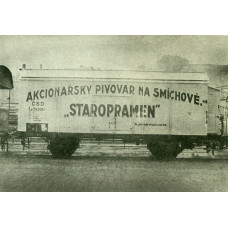 AKCIONÁŘSKÝ PIVOVAR NA SMÍCHOVĚ.
ČSD
„STAROPRAMEN"